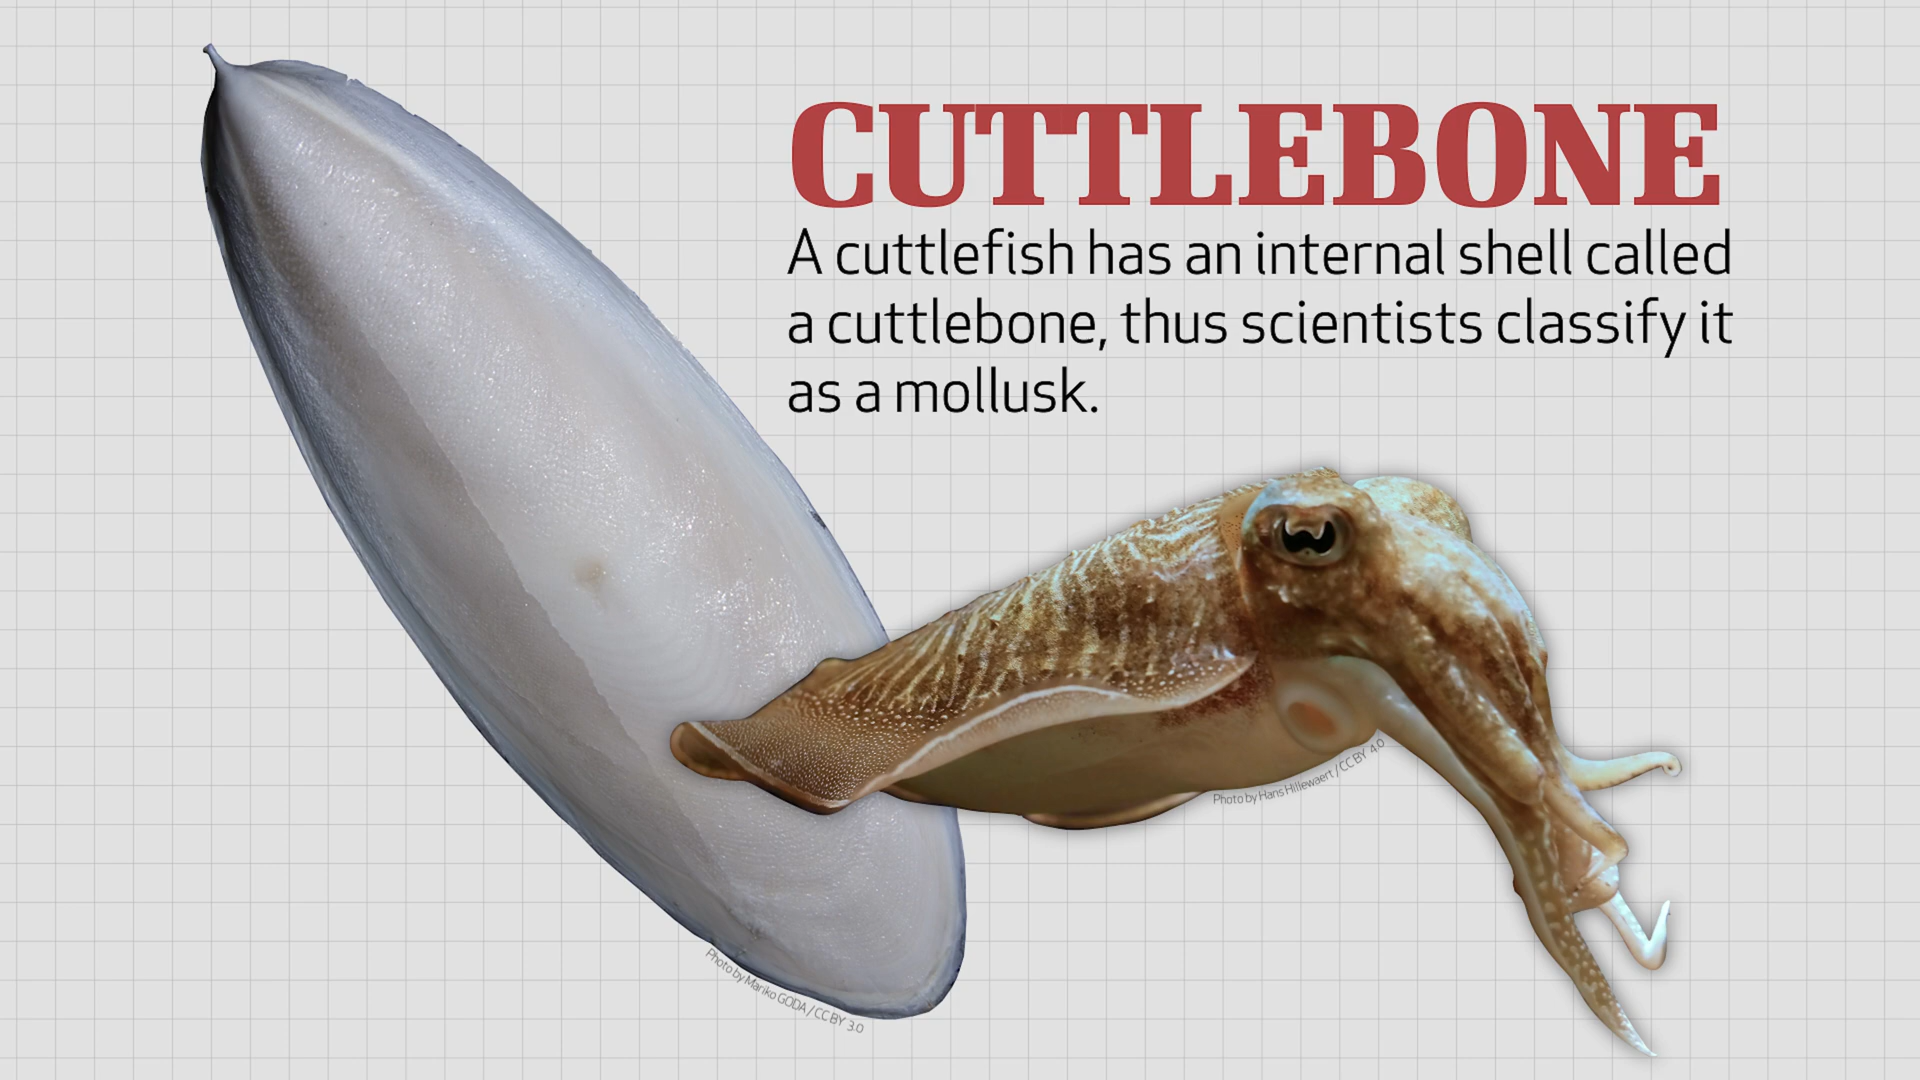 CUTTLEBONE
A cuttlefish has an internal shell called
a cuttlebone, thus scientists classify it
as a mollusk.
Photo by Hans Hillewaert / CC BY 4.0
Photo by Mariko GODA / CC BY 3.0